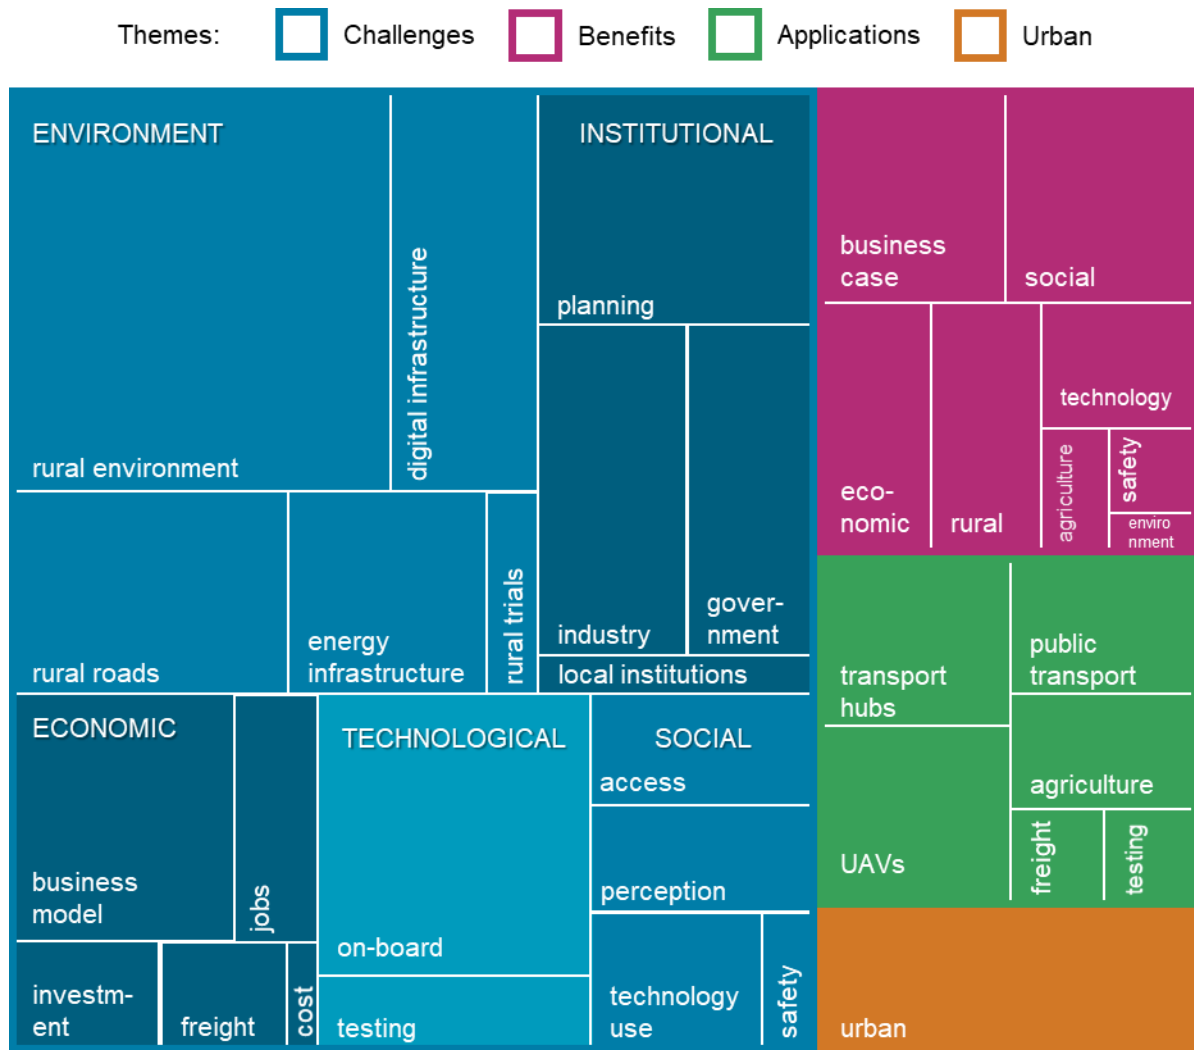 Themes: Challenges Benefits Applications Urban
ENVIRONMENT
rural environment
digital infrastructure
rural roads
energy
infrastructure
rural trials
INSTITUTIONAL
planning
industry
gover-
nment
local institutions
ECONOMIC
business
model
jobs
investm-
ent
freight
cost
TECHNOLOGICAL
on-board
testing
SOCIAL
access
perception
technology
use
safety
business
case
social
eco-
nomic
rural
technology
agriculture
safety
enviro
nment
transport
hubs
public
transport
UAVs
agriculture
freight
testing
urban